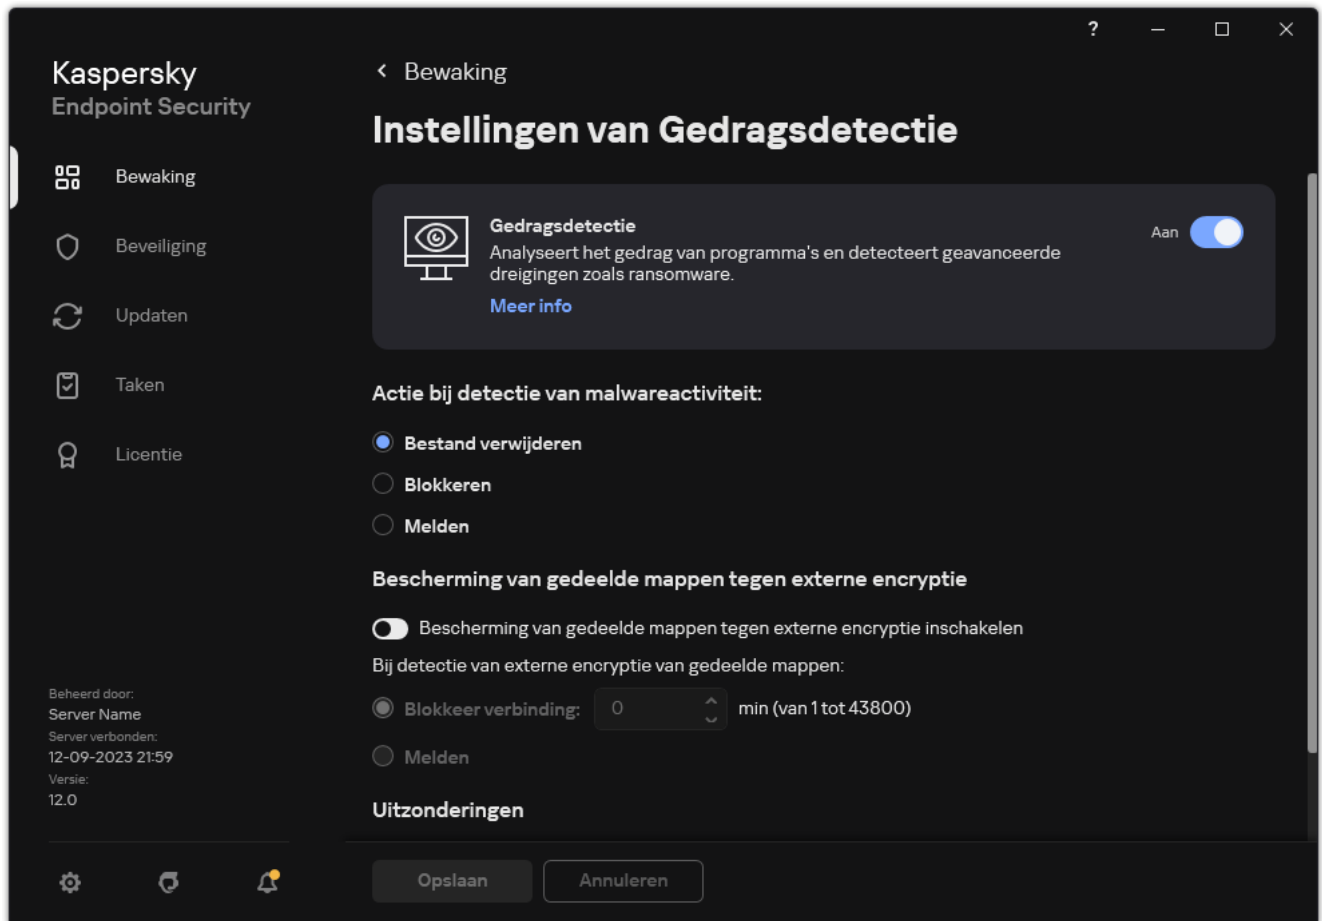 ?
Kaspersky
Endpoint Security
Bewaking
Beveiliging
Updaten
Taken
Licentie
Beheerd door:
Server Name
Server verbonden:
12-09-2023 21:59
Versie:
12.0
Bewaking
Instellingen van Gedragsdetectie
Gedragsdetectie
Analyseert het gedrag van programma's en detecteert geavanceerde
dreigingen zoals ransomware.
Meer info
Aan
Actie bij detectie van malwareactiviteit:
Bestand verwijderen
Blokkeren
Melden
Bescherming van gedeelde mappen tegen externe encryptie
Bescherming van gedeelde mappen tegen externe encryptie inschakelen
Bij detectie van externe encryptie van gedeelde mappen:
Blokkeer verbinding: 0 min (van 1 tot 43800)
Melden
Uitzonderingen
Opslaan Annuleren